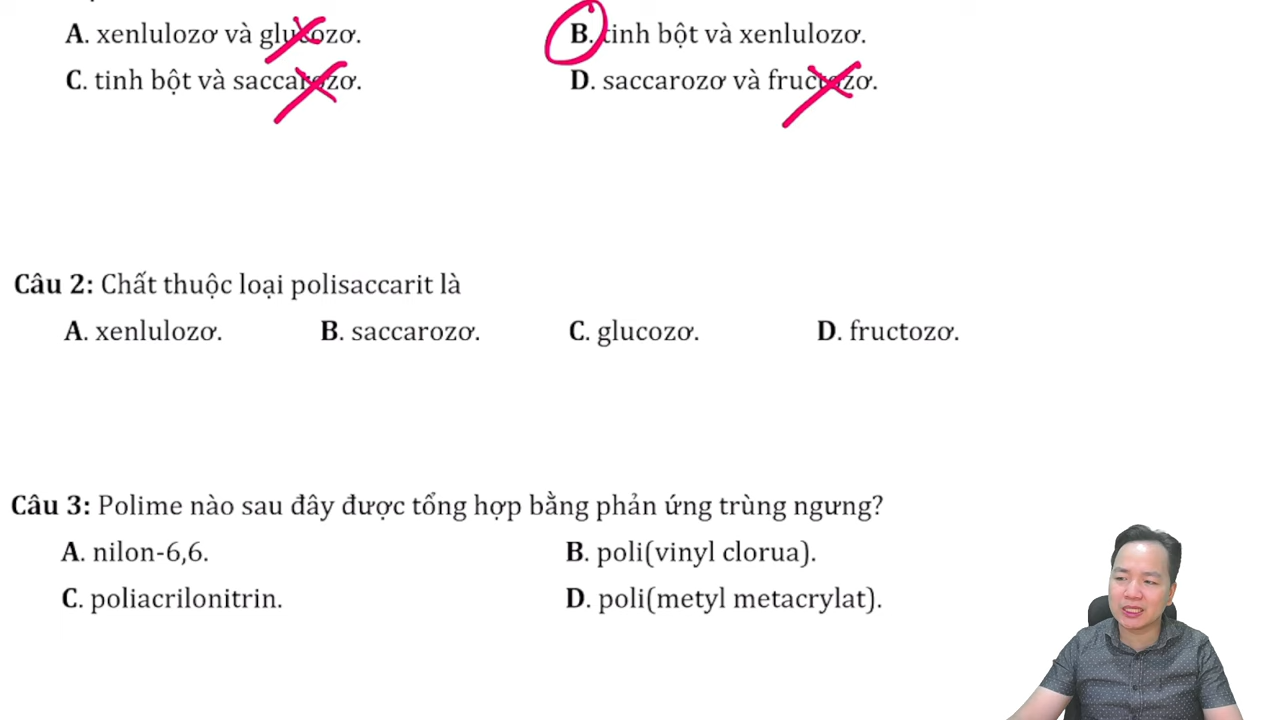 A. xenlulozơ và glucozơ. B. tinh bột và xenlulozơ.
C. tinh bột và saccarozơ. D. saccarozơ và fructozơ.
Câu 2: Chất thuộc loại polisaccarit là
A. xenlulozơ. B. saccarozơ. C. glucozơ. D. fructozơ.
Câu 3: Polime nào sau đây được tổng hợp bằng phản ứng trùng ngưng?
A. nilon-6,6. B. poli(vinyl clorua).
C. poliacrilonitrin. D. poli(metyl metacrylat).